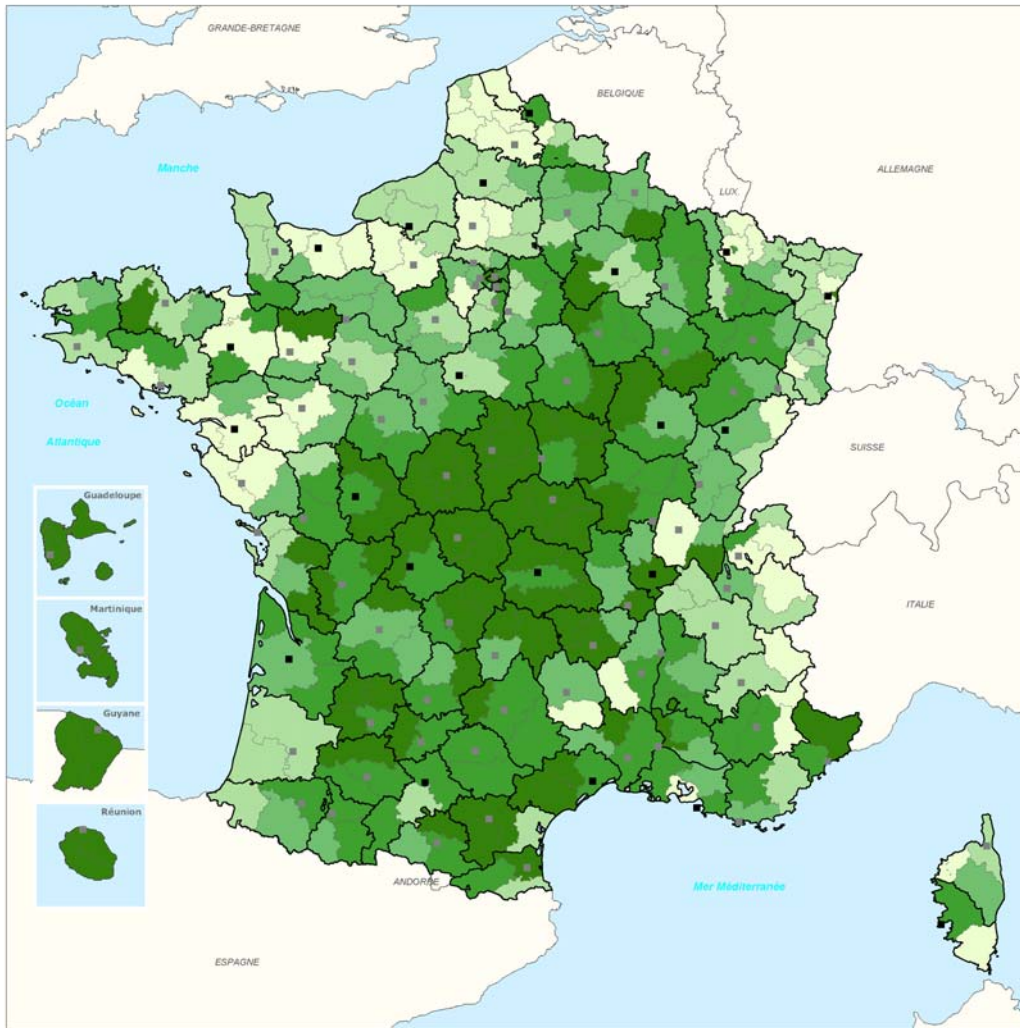 GRANDE-BRETAGNE
BELGIQUE
Manche
ALLEMAGNE
LUX.
Océan
Atlantique
SUISSE
Guadeloupe
ITALIE
Martinique
Guyane
Réunion
ANDORRE
Mer Méditerranée
ESPAGNE